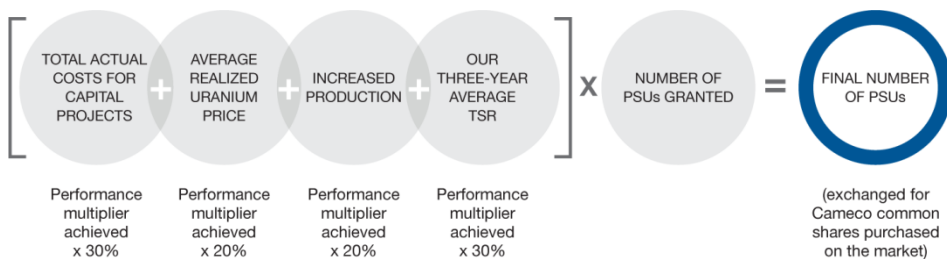 TOTAL ACTUAL
COSTS FOR
CAPITAL
PROJECTS
+
AVERAGE
REALIZED
URANIUM
PRICE
+
INCREASED
PRODUCTION
+
OUR
THREE-YEAR
AVERAGE
TSR
X
NUMBER OF
PSUs GRANTED
=
FINAL NUMBER
OF PSUs
Performance
multiplier
achieved
x 30%
Performance
multiplier
achieved
x 20%
Performance
multiplier
achieved
x 20%
Performance
multiplier
achieved
x 30%
(exchanged for
Cameco common
shares purchased
on the market)